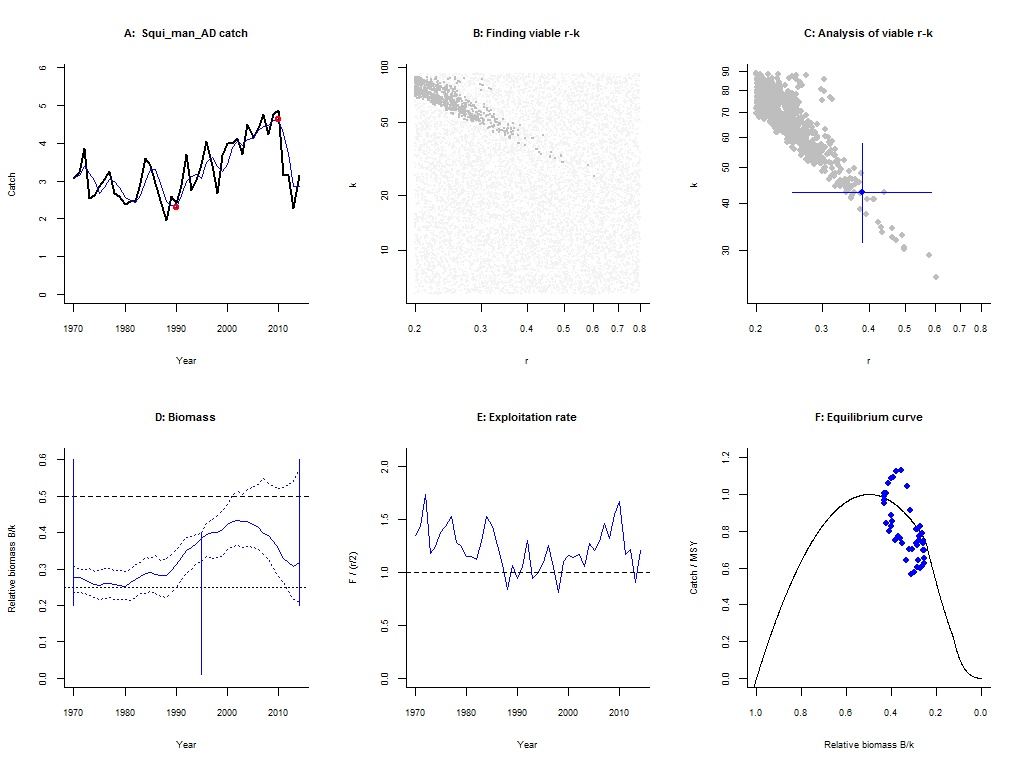 A:  Squi_man_AD catch
Catch
0 1 2 3 4 5 6
1970 1980 1990 2000 2010
Year
B: Finding viable r-k
k
10 20 50 100
0.2 0.3 0.4 0.5 0.6 0.7 0.8
r
C: Analysis of viable r-k
k
30 40 50 60 70 80 90
0.2 0.3 0.4 0.5 0.6 0.7 0.8
r
D: Biomass
Relative biomass B/k
0.0 0.1 0.2 0.3 0.4 0.5 0.6
1970 1980 1990 2000 2010
Year
E: Exploitation rate
F / (r/2)
0.0 0.5 1.0 1.5 2.0
1970 1980 1990 2000 2010
Year
F: Equilibrium curve
Catch / MSY
0.0 0.2 0.4 0.6 0.8 1.0 1.2
1.0 0.8 0.6 0.4 0.2 0.0
Relative biomass B/k